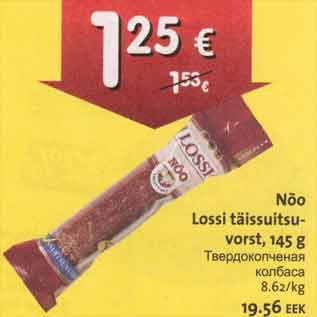 1.25 €
1.53 €
LOSSI
NÕO
Nõo
Lossi täissuitsu-
vorst, 145 g
Твердокопченая
колбаса
8.62/kg
19.56 EEK